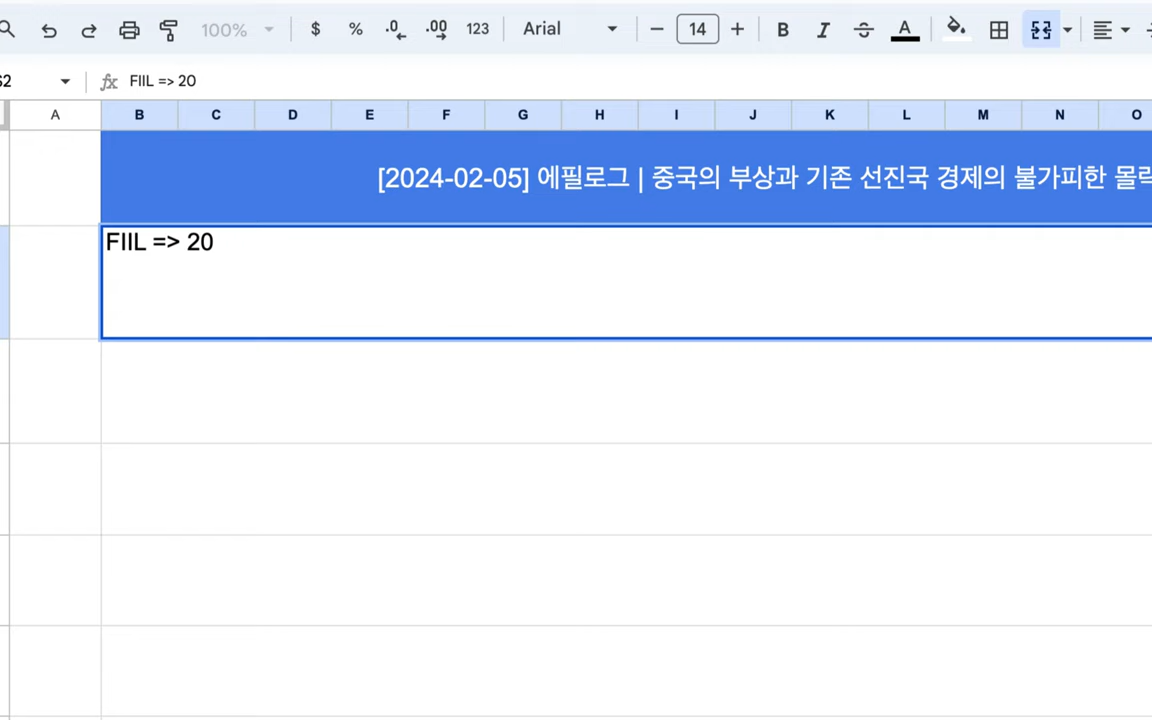 100%
$ % .0 .00 123 Arial 14 B I A
fx FIIL => 20
A B C D E F G H I J K L M N O
[2024-02-05] 에필로그 | 중국의 부상과 기존 선진국 경제의 불가피한
FIIL => 20